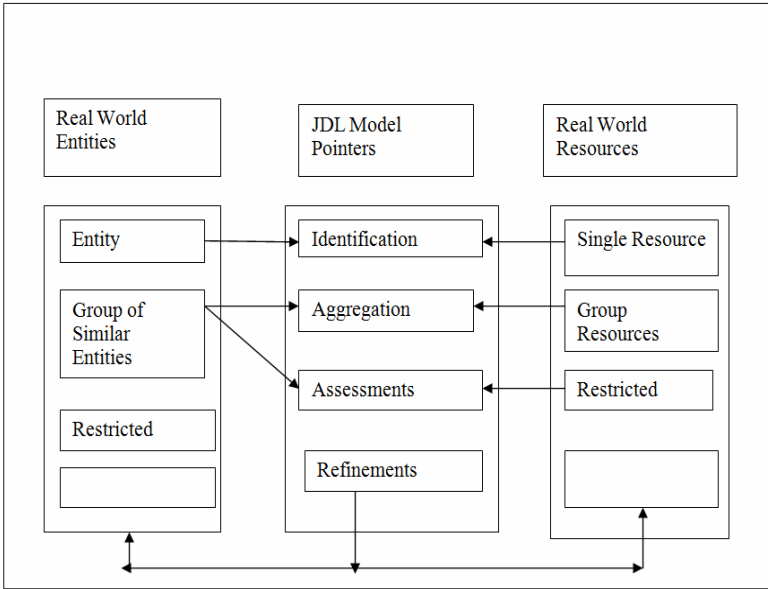 Real World
Entities
JDL Model
Pointers
Real World
Resources
Entity
Group of
Similar
Entities
Restricted
Identification
Aggregation
Assessments
Refinements
Single Resource
Group
Resources
Restricted